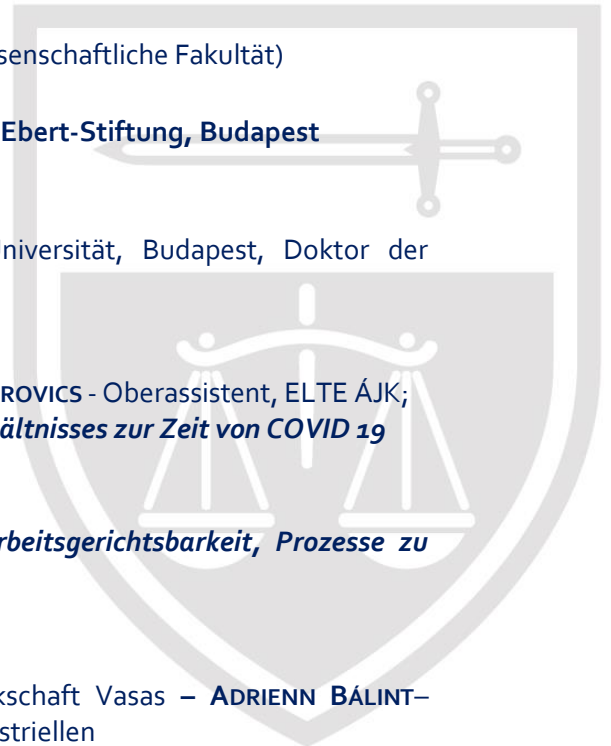 senschaftliche Fakultät)
Ebert-Stiftung, Budapest
Universität, Budapest, Doktor der
ROVICS - Oberassistent, ELTE ÁJK;
ältnisses zur Zeit von COVID 19
rbeitsgerichtsbarkeit, Prozesse zu
kschaft Vasas – ADRIENN BÁLINT–
striellen